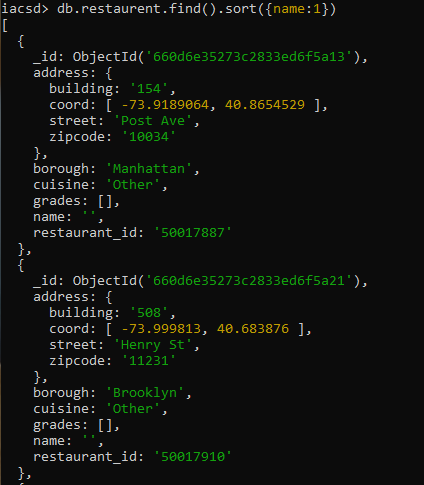 iacsd> db.restaurent.find().sort({name:1})
[
  {
    _id: ObjectId('660d6e35273c2833ed6f5a13'),
    address: {
      building: '154',
      coord: [ -73.9189064, 40.8654529 ],
      street: 'Post Ave',
      zipcode: '10034'
    },
    borough: 'Manhattan',
    cuisine: 'Other',
    grades: [],
    name: '',
    restaurant_id: '50017887'
  },
  {
    _id: ObjectId('660d6e35273c2833ed6f5a21'),
    address: {
      building: '508',
      coord: [ -73.999813, 40.683876 ],
      street: 'Henry St',
      zipcode: '11231'
    },
    borough: 'Brooklyn',
    cuisine: 'Other',
    grades: [],
    name: '',
    restaurant_id: '50017910'
  },
  {